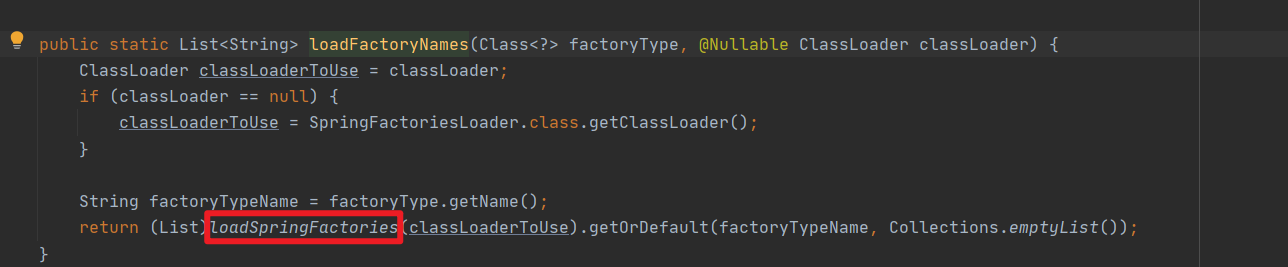 public static List<String> loadFactoryNames(Class<?> factoryType, @Nullable ClassLoader classLoader) {
ClassLoader classLoaderToUse = classLoader;
if (classLoader == null) {
classLoaderToUse = SpringFactoriesLoader.class.getClassLoader();
}
String factoryTypeName = factoryType.getName();
return (List)loadSpringFactories(classLoaderToUse).getOrDefault(factoryTypeName, Collections.emptyList());
}